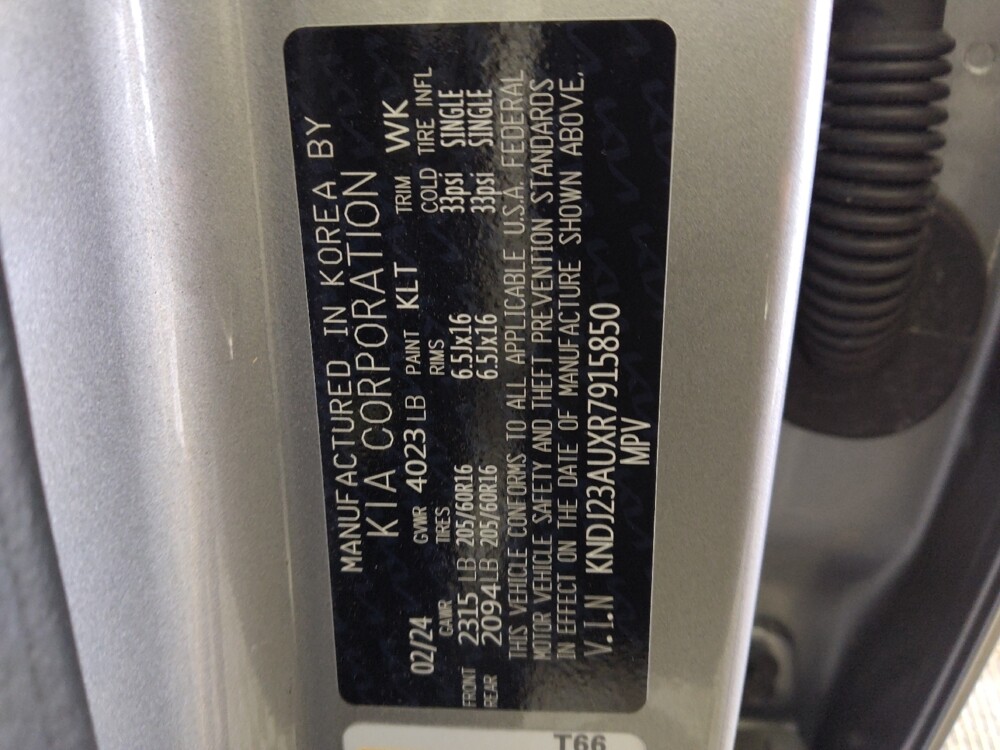 MANUFACTURED IN KOREA BY
KIA CORPORATION
02/24 GVWR 4023 LB PAINT KLT TRIM WK
GAWR TIRES RIMS COLD TIRE INFL
FRONT 2315 LB 205/60R16 6.5Jx16 33psi SINGLE
REAR 2094LB 205/60R16 6.5Jx16 33psi SINGLE
THIS VEHICLE CONFORMS TO ALL APPLICABLE U.S.A. FEDERAL
MOTOR VEHICLE SAFETY AND THEFT PREVENTION STANDARDS
IN EFFECT ON THE DATE OF MANUFACTURE SHOWN ABOVE.
V.I.N KNDJ23AUXR7915850
MPV
T66